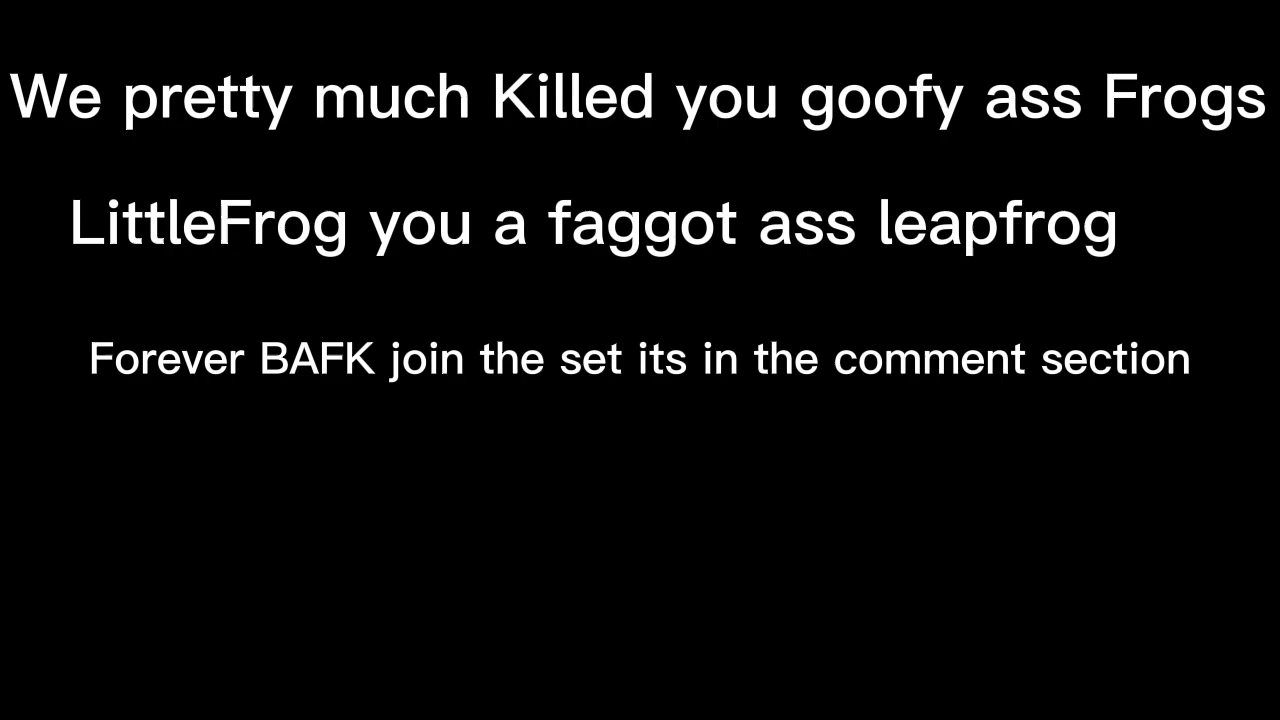 We pretty much Killed you goofy ass Frogs
LittleFrog you a faggot ass leapfrog
Forever BAFK join the set its in the comment section